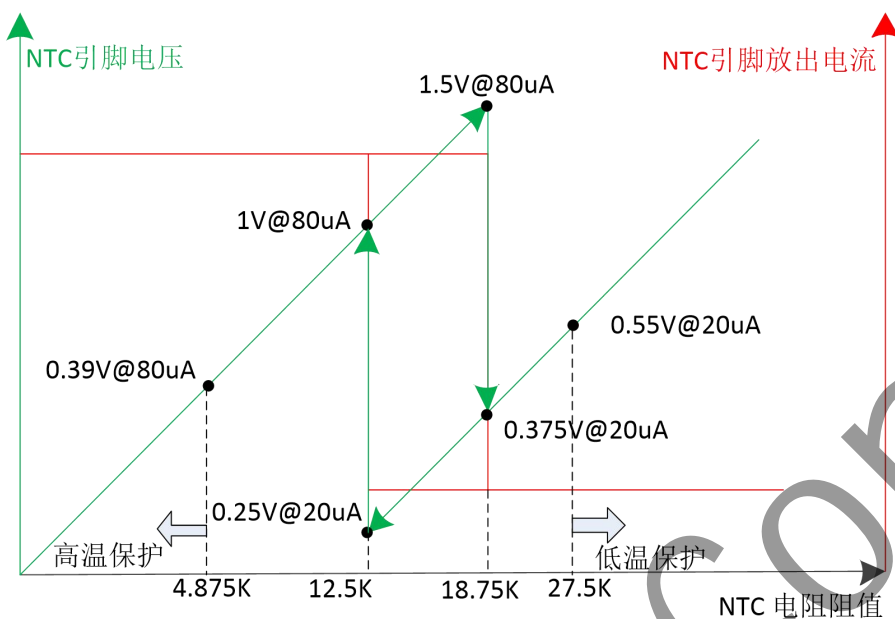 NTC引脚电压
NTC引脚放出电流
1.5V@80uA
1V@80uA
0.55V@20uA
0.39V@80uA
0.375V@20uA
0.25V@20uA
高温保护
低温保护
4.875K
12.5K
18.75K
27.5K
NTC 电阻阻值